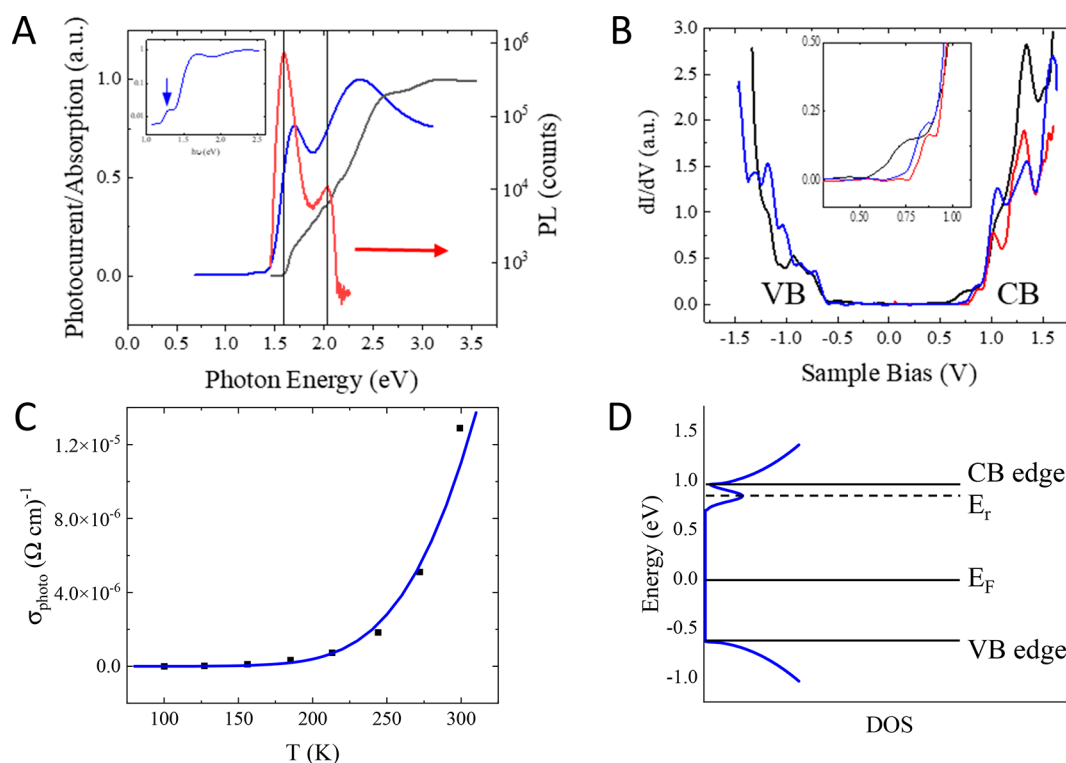 A
Photocurrent/Absorption (a.u.)
1.0
0.5
0.0
0.1
0.01
1.0 1.5 2.0 2.5
hω (eV)
10⁶
10⁵
10⁴
10³
PL (counts)
0.0 0.5 1.0 1.5 2.0 2.5 3.0 3.5
Photon Energy (eV)
B
dI/dV (a.u.)
3.0
2.5
2.0
1.5
1.0
0.5
0.0
0.50
0.25
0.00
0.50 0.75 1.00
VB
CB
-1.5 -1.0 -0.5 0.0 0.5 1.0 1.5
Sample Bias (V)
C
σphoto (Ω cm)⁻¹
1.2×10⁻⁵
8.0×10⁻⁶
4.0×10⁻⁶
0.0
100 150 200 250 300
T (K)
D
Energy (eV)
1.5
1.0
0.5
0.0
-0.5
-1.0
CB edge
Er
EF
VB edge
DOS